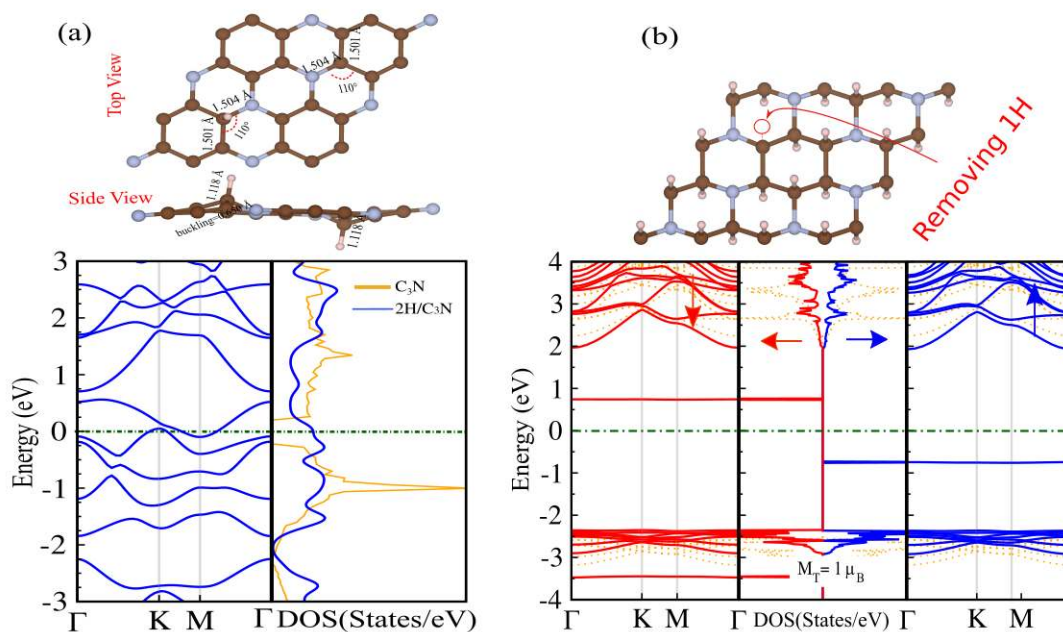 (a)
Top View
1.504 Å
1.501 Å
110°
1.504 Å
1.501 Å
110°
Side View
1.118 Å
1.118 Å
3
2
1
0
-1
-2
-3
Energy (eV)
Γ K M Γ DOS(States/eV)
C₃N
2H/C₃N
(b)
Removing 1H
4
3
2
1
0
-1
-2
-3
-4
Energy (eV)
M_T= 1 μ_B
Γ K M Γ DOS(States/eV) Γ K M Γ